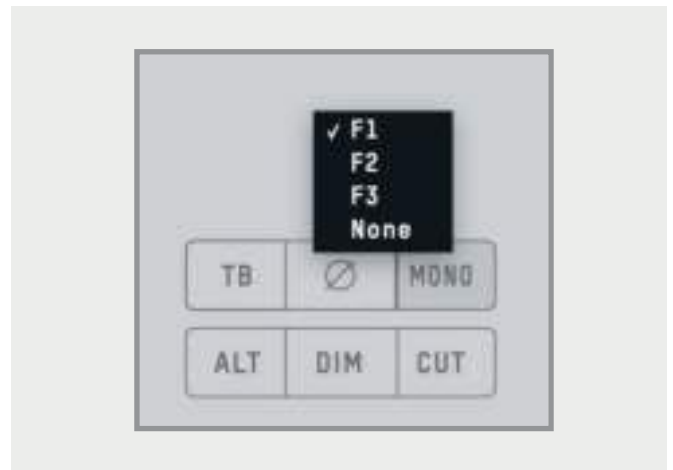 ✓ F1
F2
F3
None
TB Ø MONO
ALT DIM CUT